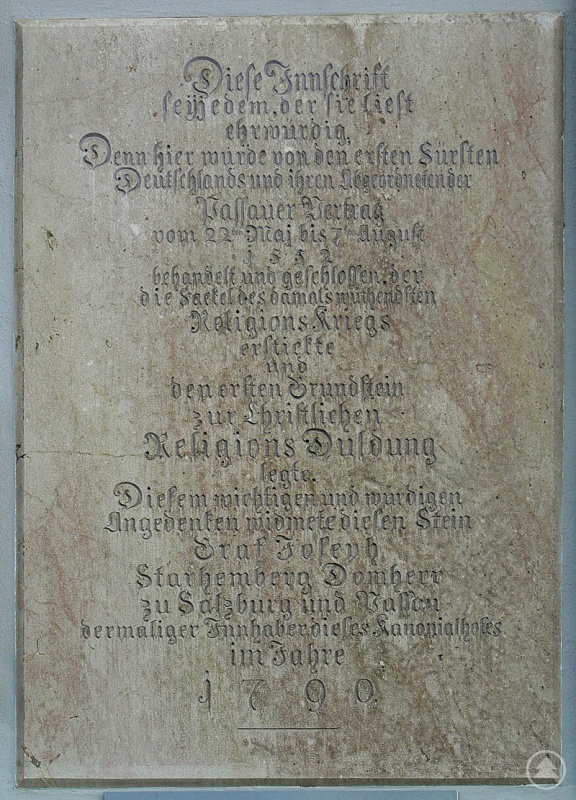 Diese Innschrift
sey jedem, der sie liest
ehrwürdig,
Denn hier wurde von den ersten Fürsten
Deutschlands und ihren Abgeordneten der
Passauer Vertrag
vom 22ten Maj bis 7ten August
1552
behandelt und geschlossen, der
die Fackel des damals wüthendsten
Religions Kriegs
erstickte
und
den ersten Grundstein
zur Christlichen
Religions Duldung
legte.
Diesem wichtigen und würdigen
Angedenken widmete diesen Stein
Graf Joseph
Starhemberg Domherr
zu Salzburg und Passau
dermaliger Innhaber dieses Kanonialhofes
im Jahre
1790